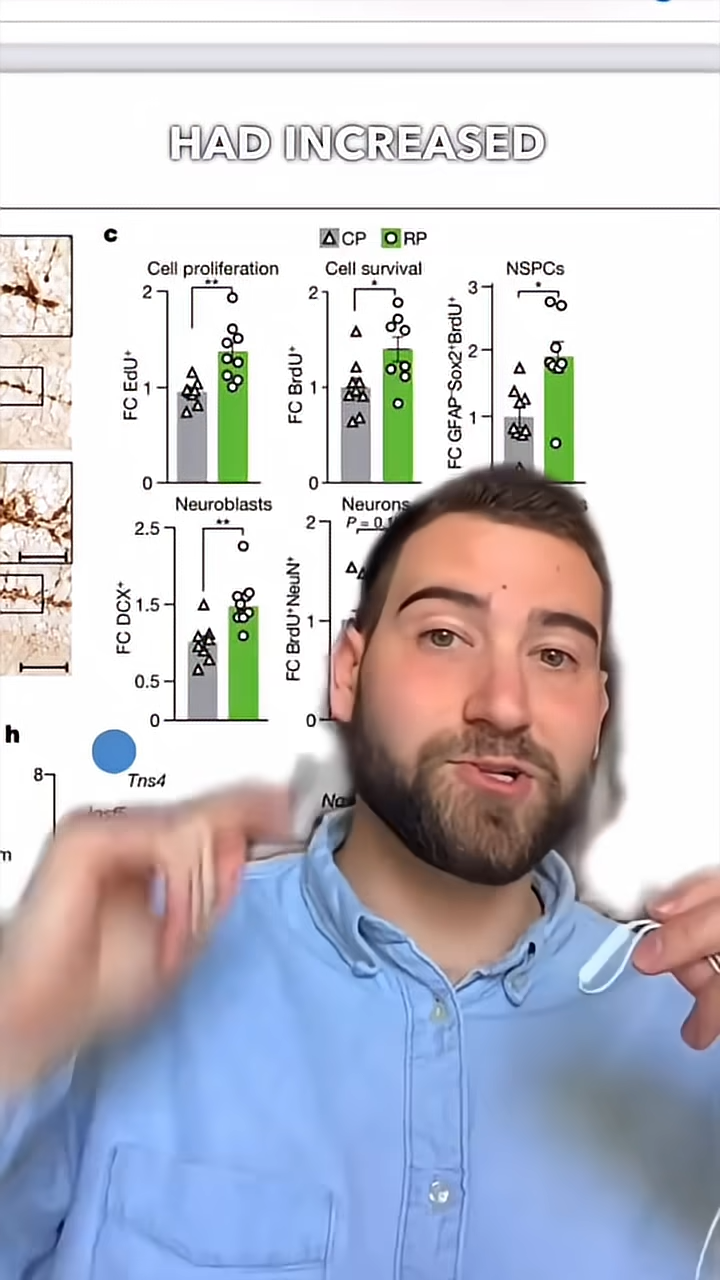 HAD INCREASED
c
CP RP
Cell proliferation
**
2
1
0
FC EdU⁺
Cell survival
*
2
1
0
FC BrdU⁺
NSPCs
*
3
2
1
FC GFAP⁺Sox2⁺BrdU⁺
Neuroblasts
**
2.5
1.5
0.5
0
FC DCX⁺
Neurons
P = 0.1
2
1
0
FC BrdU⁺NeuN⁺
s
h
8
Tns4
m